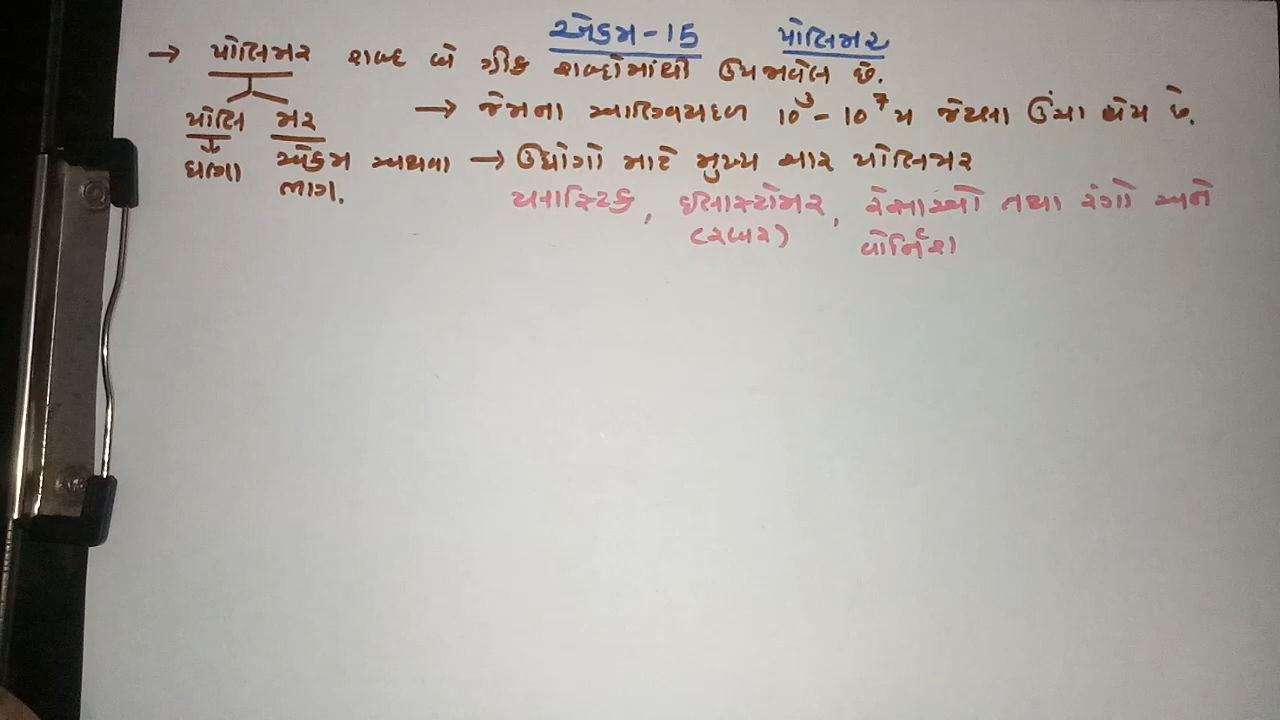 એકમ-15 પોલિમર
→ પોલિમર શબ્દ બે ગ્રીક શબ્દોમાંથી ઉપજાવેલ છે.
પોલિ મર
→ જેમના આણ્વિયદળ 10³ - 10⁷ u જેટલા ઉંચા હોય છે.
ઘણા એકમ અથવા
ભાગ.
→ ઉદ્યોગો માટે મુખ્ય ચાર પોલિમર
પ્લાસ્ટિક, ઇલાસ્ટોમર, રેસાઓ તથા રંગો અને
(રબર) વોર્નિશ